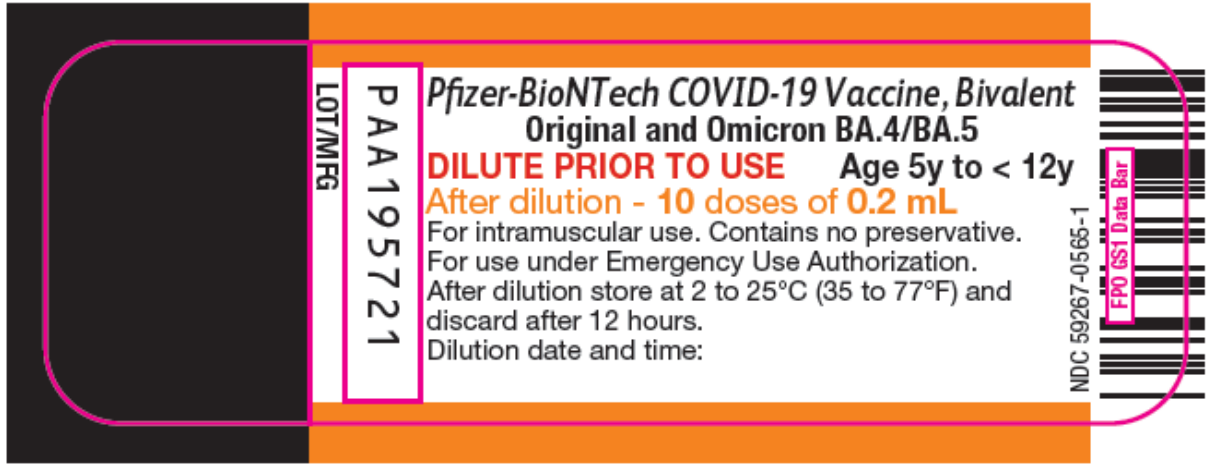 LOT/MFG
PAA195721
Pfizer-BioNTech COVID-19 Vaccine, Bivalent
Original and Omicron BA.4/BA.5
DILUTE PRIOR TO USE Age 5y to < 12y
After dilution - 10 doses of 0.2 mL
For intramuscular use. Contains no preservative.
For use under Emergency Use Authorization.
After dilution store at 2 to 25°C (35 to 77°F) and
discard after 12 hours.
Dilution date and time:
NDC 59267-0565-1
FPO GS1 Data Bar